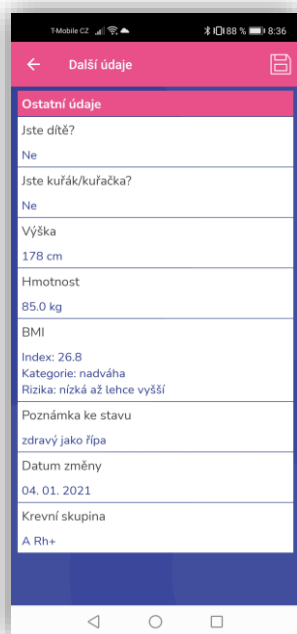 T-Mobile CZ 88 % 8:36
Další údaje
Ostatní údaje
Jste dítě?
Ne
Jste kuřák/kuřačka?
Ne
Výška
178 cm
Hmotnost
85.0 kg
BMI
Index: 26.8
Kategorie: nadváha
Rizika: nízká až lehce vyšší
Poznámka ke stavu
zdravý jako řípa
Datum změny
04. 01. 2021
Krevní skupina
A Rh+